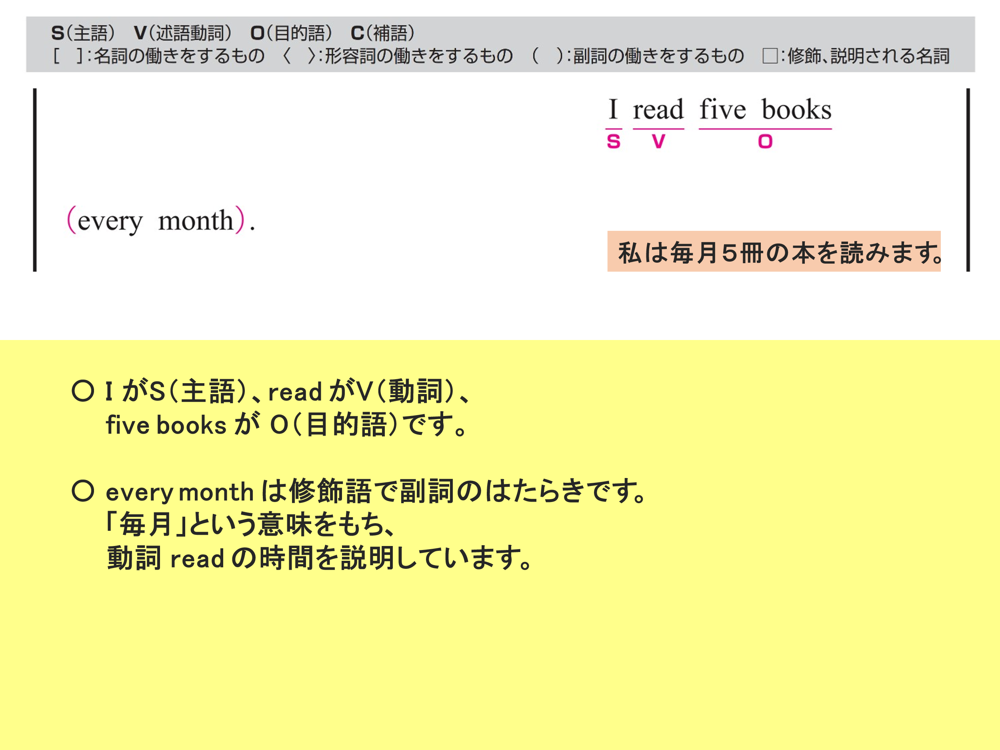 S（主語）　V（述語動詞）　O（目的語）　C（補語）
[　]：名詞の働きをするもの　〈　〉：形容詞の働きをするもの　（　）：副詞の働きをするもの　□：修飾、説明される名詞
I read five books
S V O
(every month).
私は毎月５冊の本を読みます。
○ I がS（主語）、read がV（動詞）、
five books が O（目的語）です。
○ every month は修飾語で副詞のはたらきです。
「毎月」という意味をもち、
動詞 read の時間を説明しています。